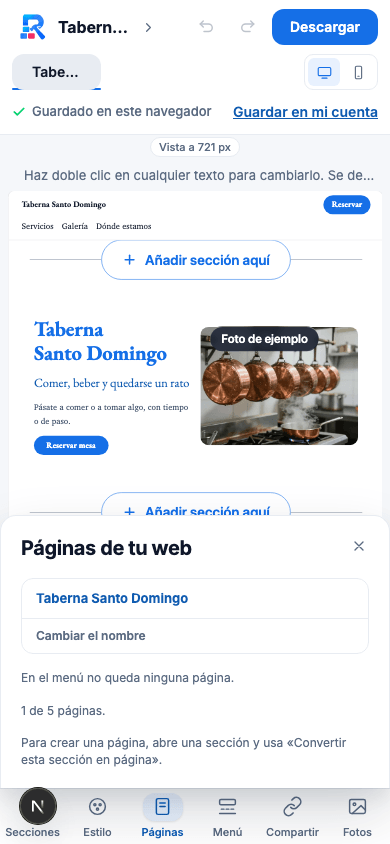 Tabern...
Descargar
Tabe...
Guardado en este navegador
Guardar en mi cuenta
Vista a 721 px
Haz doble clic en cualquier texto para cambiarlo. Se de...
Taberna Santo Domingo
Reservar
Servicios Galería Dónde estamos
Añadir sección aquí
Taberna
Santo Domingo
Comer, beber y quedarse un rato
Pásate a comer o a tomar algo, con tiempo
o de paso.
Reservar mesa
Foto de ejemplo
Añadir sección aquí
Páginas de tu web
Taberna Santo Domingo
Cambiar el nombre
En el menú no queda ninguna página.
1 de 5 páginas.
Para crear una página, abre una sección y usa «Convertir
esta sección en página».
N
Secciones Estilo Páginas Menú Compartir Fotos